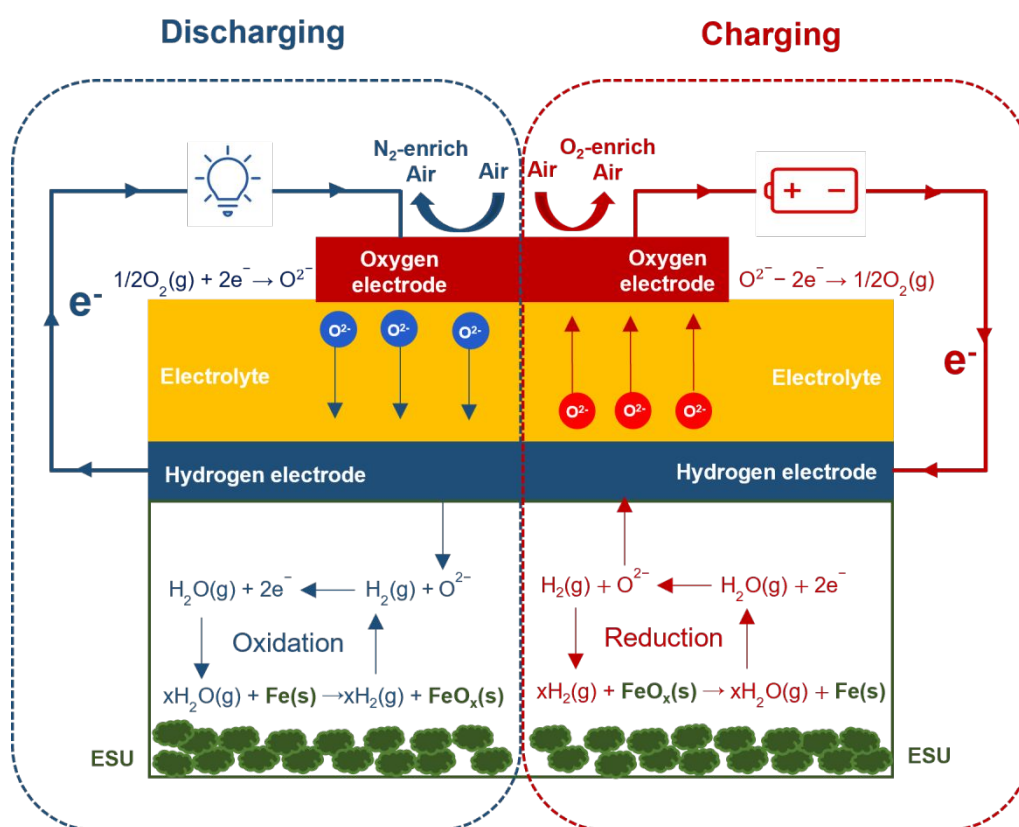 Discharging
Charging
N₂-enrich
Air
Air
Air
O₂-enrich
Air
+ −
Oxygen
electrode
Oxygen
electrode
1/2O₂(g) + 2e⁻ → O²⁻
O²⁻ − 2e⁻ → 1/2O₂(g)
e⁻
e⁻
O²⁻
O²⁻
O²⁻
O²⁻
O²⁻
O²⁻
Electrolyte
Electrolyte
Hydrogen electrode
Hydrogen electrode
H₂O(g) + 2e⁻
H₂(g) + O²⁻
H₂(g) + O²⁻
H₂O(g) + 2e⁻
Oxidation
Reduction
xH₂O(g) + Fe(s) →xH₂(g) + FeOₓ(s)
xH₂(g) + FeOₓ(s) → xH₂O(g) + Fe(s)
ESU
ESU